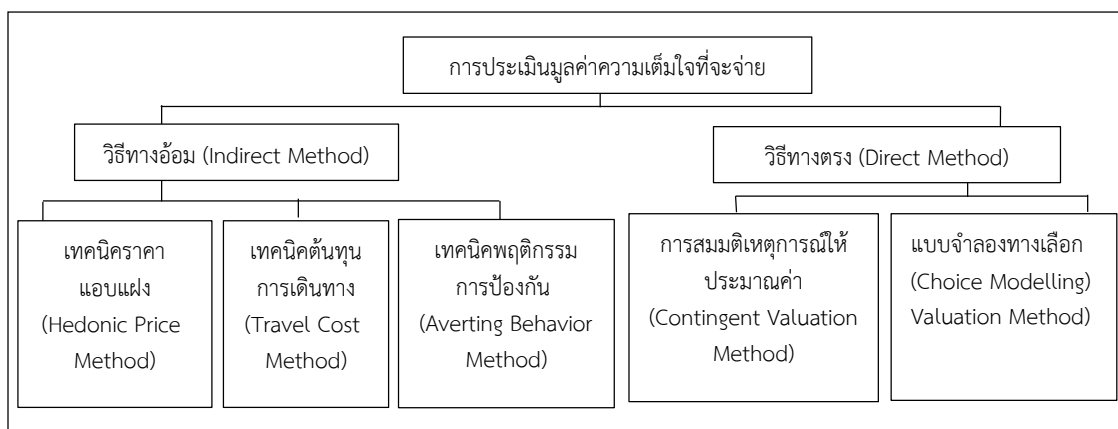 การประเมินมูลค่าความเต็มใจที่จะจ่าย
วิธีทางอ้อม (Indirect Method)
วิธีทางตรง (Direct Method)
เทคนิคราคา
แอบแฝง
(Hedonic Price
Method)
เทคนิคต้นทุน
การเดินทาง
(Travel Cost
Method)
เทคนิคพฤติกรรม
การป้องกัน
(Averting Behavior
Method)
การสมมติเหตุการณ์ให้
ประมาณค่า
(Contingent Valuation
Method)
แบบจำลองทางเลือก
(Choice Modelling)
Valuation Method)